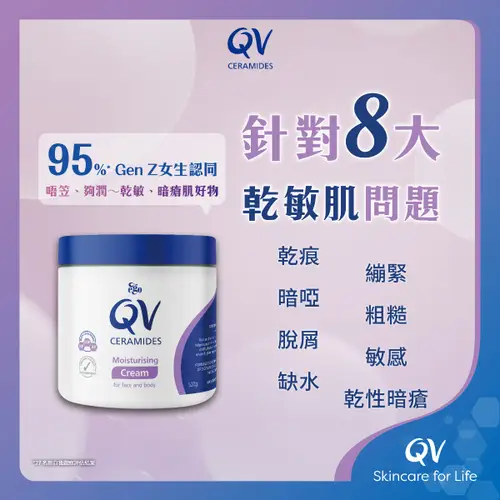 QV
CERAMIDES
95%* Gen Z女生認同
唔笠、夠潤～乾敏、暗瘡肌好物
針對8大
乾敏肌問題
乾痕
暗啞
脫屑
缺水
繃緊
粗糙
敏感
乾性暗瘡
ego
QV
CERAMIDES
Moisturising
Cream
for face and body
500g
QV
Skincare for Life